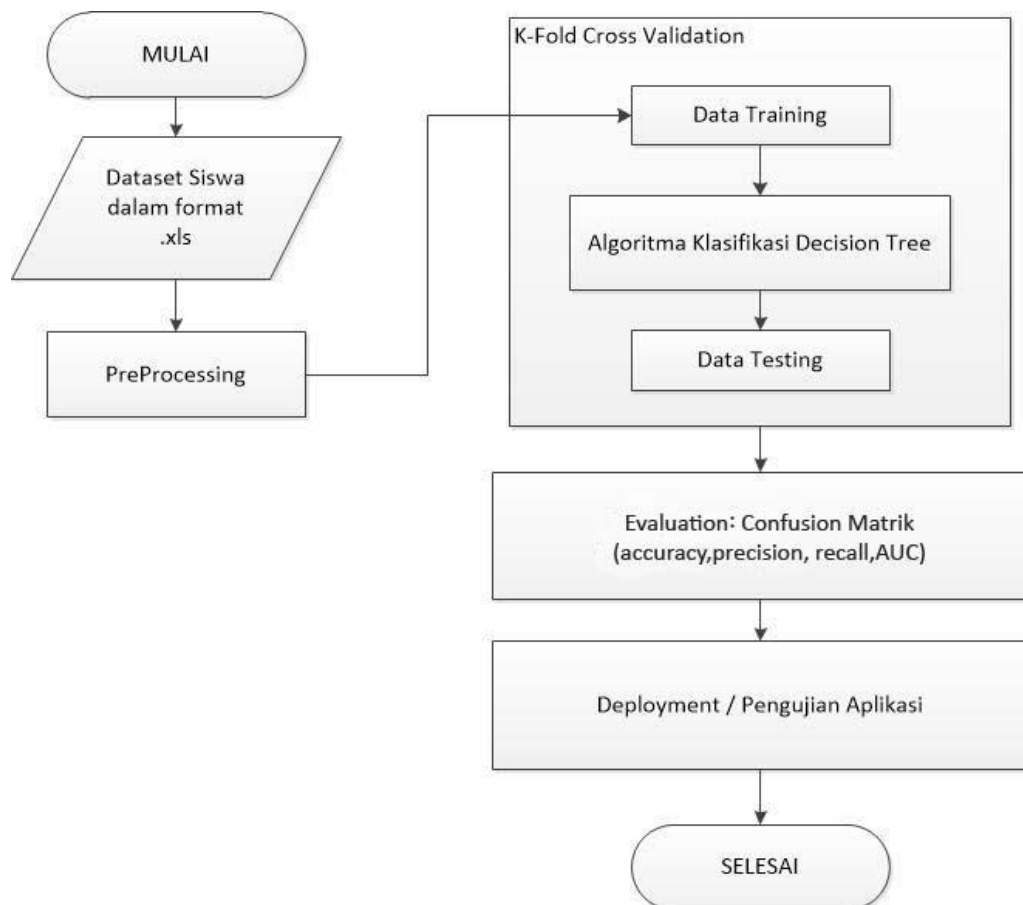 MULAI
Dataset Siswa
dalam format
.xls
PreProcessing
K-Fold Cross Validation
Data Training
Algoritma Klasifikasi Decision Tree
Data Testing
Evaluation: Confusion Matrik
(accuracy,precision, recall,AUC)
Deployment / Pengujian Aplikasi
SELESAI